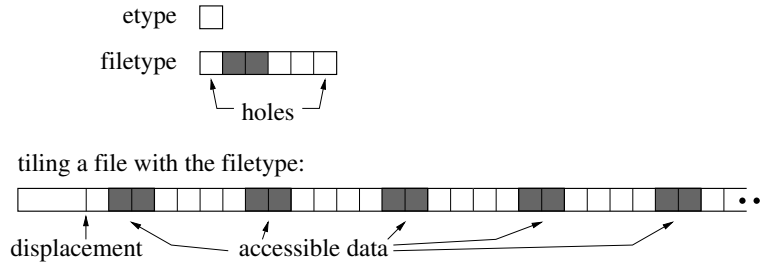 etype
filetype
holes
tiling a file with the filetype:
displacement
accessible data